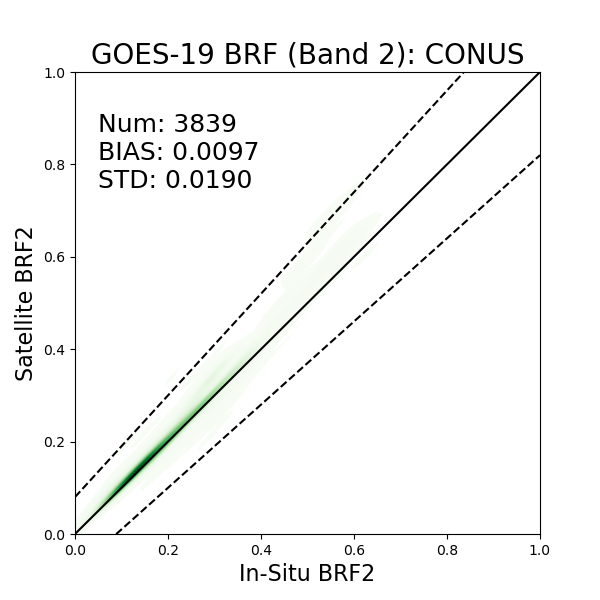 GOES-19 BRF (Band 2): CONUS
Num: 3839
BIAS: 0.0097
STD: 0.0190
Satellite BRF2
1.0
0.8
0.6
0.4
0.2
0.0
0.0 0.2 0.4 0.6 0.8 1.0
In-Situ BRF2